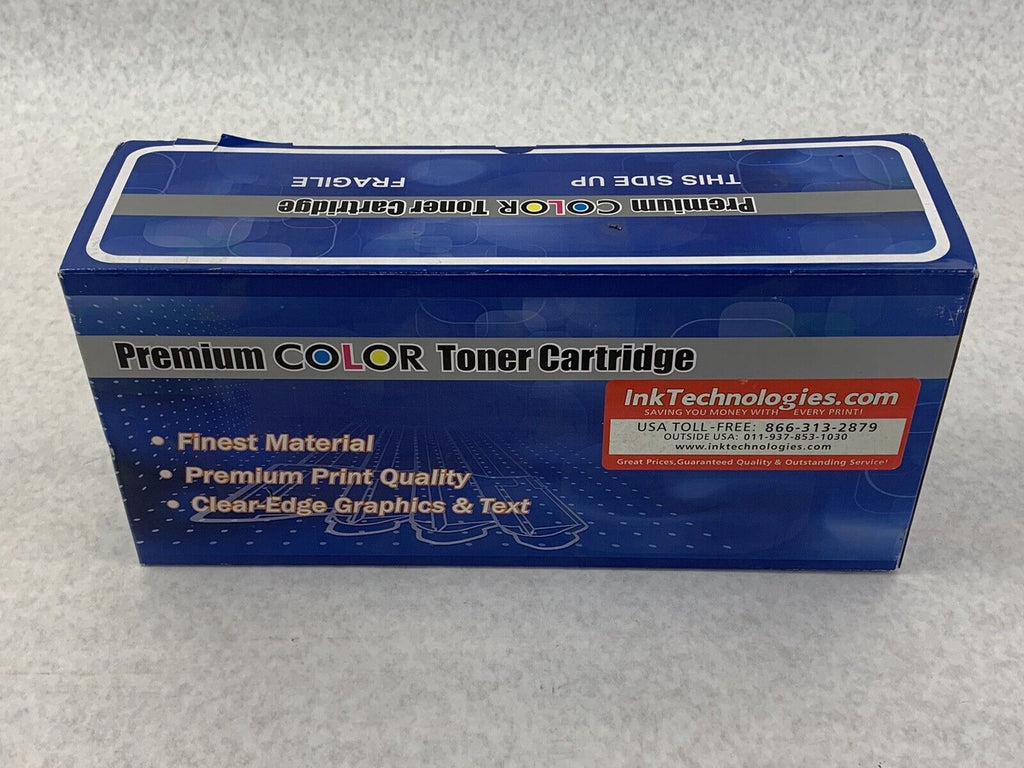 THIS SIDE UP FRAGILE
Premium COLOR Toner Cartridge
Premium COLOR Toner Cartridge
InkTechnologies.com
SAVING YOU MONEY WITH EVERY PRINT!
USA TOLL-FREE: 866-313-2879
OUTSIDE USA: 011-937-853-1030
www.inktechnologies.com
Great Prices,Guaranteed Quality & Outstanding Service!
• Finest Material
• Premium Print Quality
• Clear-Edge Graphics & Text